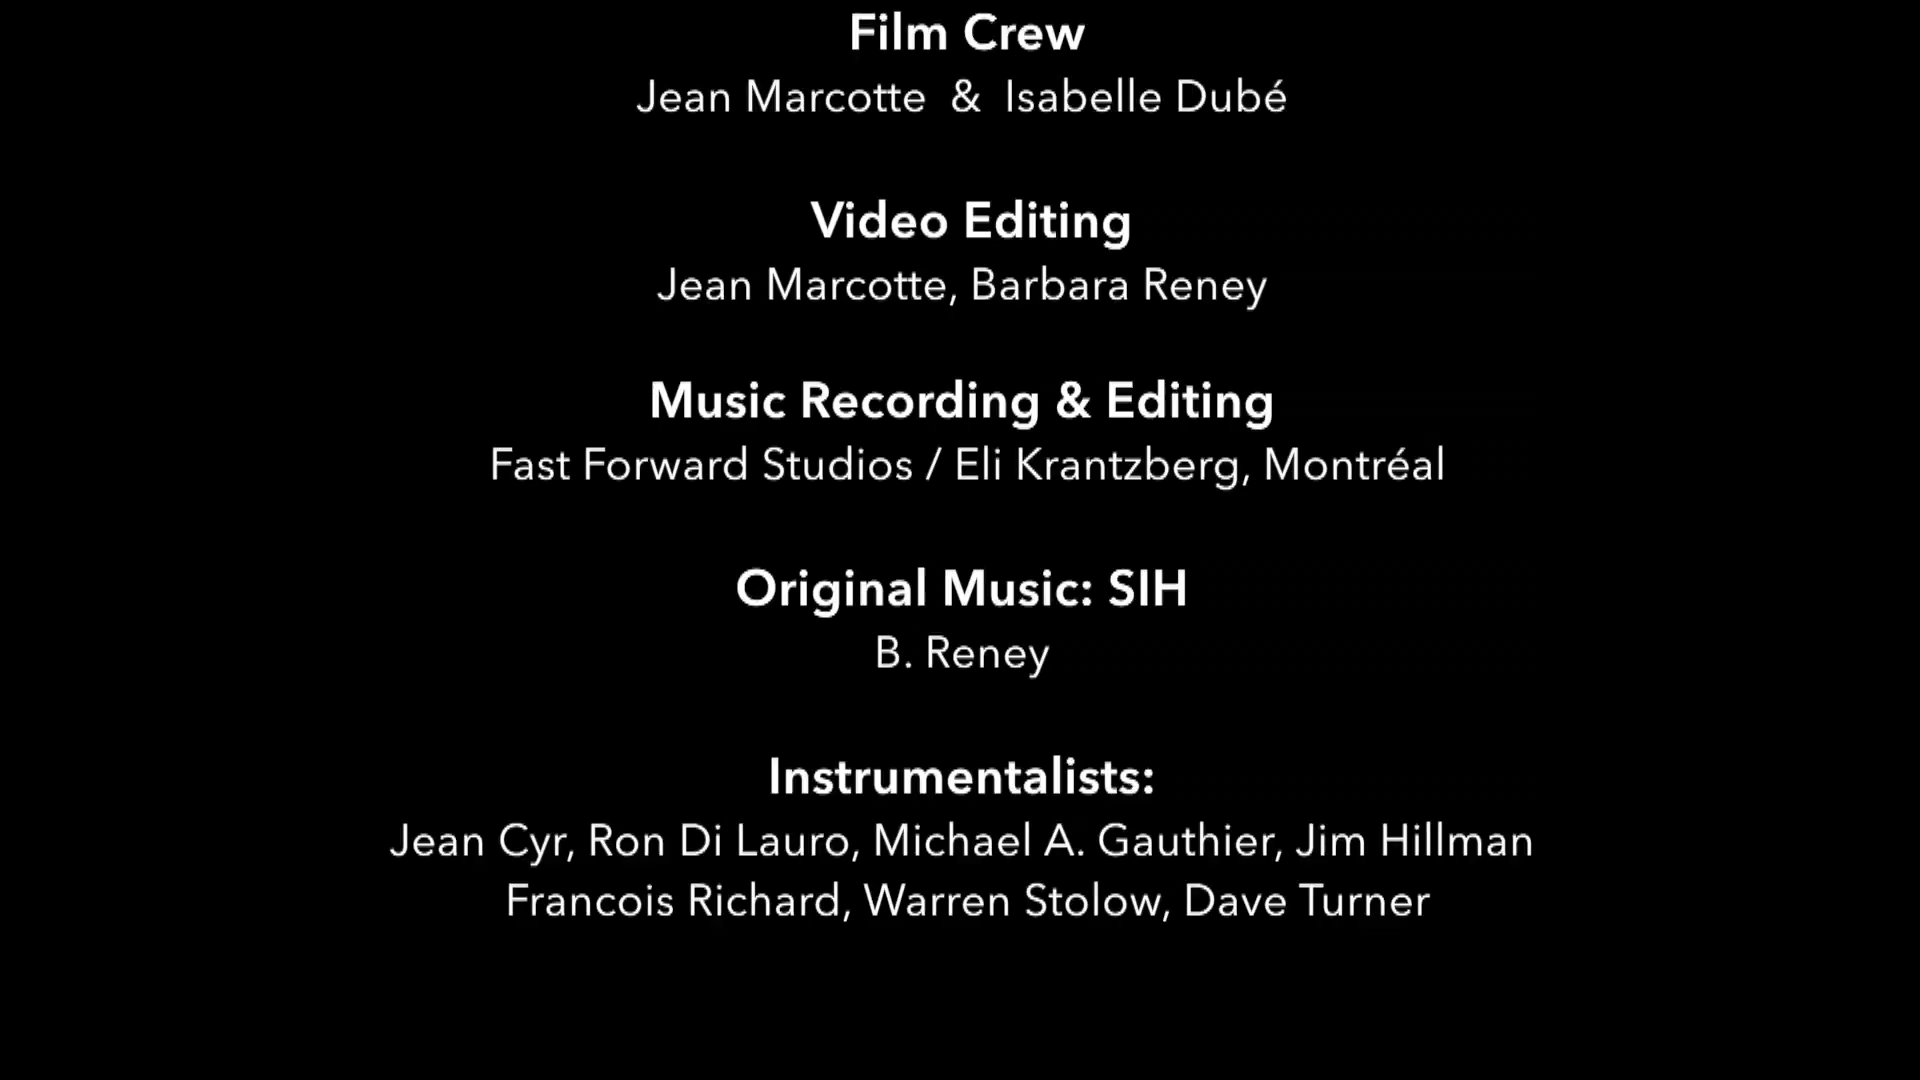 Film Crew
Jean Marcotte & Isabelle Dubé
Video Editing
Jean Marcotte, Barbara Reney
Music Recording & Editing
Fast Forward Studios / Eli Krantzberg, Montréal
Original Music: SIH
B. Reney
Instrumentalists:
Jean Cyr, Ron Di Lauro, Michael A. Gauthier, Jim Hillman
Francois Richard, Warren Stolow, Dave Turner